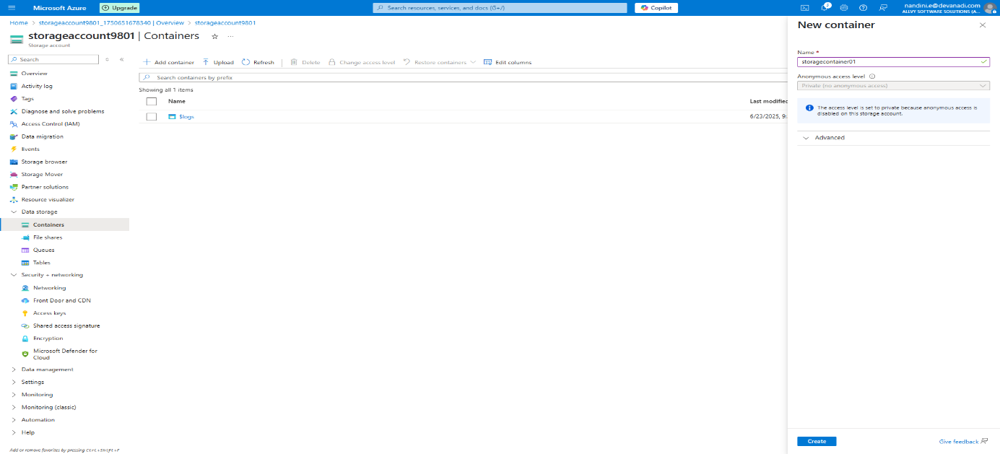 Microsoft Azure
Upgrade
Search resources, services, and docs (G+/)
Copilot
2
nandini.e@devanadi.com
ALLVY SOFTWARE SOLUTIONS (A...
Home > storageaccount9801_1750651678340 | Overview > storageaccount9801
storageaccount9801 | Containers
Storage account
Search
Overview
Activity log
Tags
Diagnose and solve problems
Access Control (IAM)
Data migration
Events
Storage browser
Storage Mover
Partner solutions
Resource visualizer
Data storage
Containers
File shares
Queues
Tables
Security + networking
Networking
Front Door and CDN
Access keys
Shared access signature
Encryption
Microsoft Defender for
Cloud
Data management
Settings
Monitoring
Monitoring (classic)
Automation
Help
Add or remove favorites by pressing Ctrl+Shift+F
Add container Upload Refresh Delete Change access level Restore containers Edit columns
Search containers by prefix
Showing all 1 items
Name Last modified
$logs 6/23/2025, 9:
New container
Name *
storagecontainer01
Anonymous access level
Private (no anonymous access)
The access level is set to private because anonymous access is
disabled on this storage account.
Advanced
Create
Give feedback